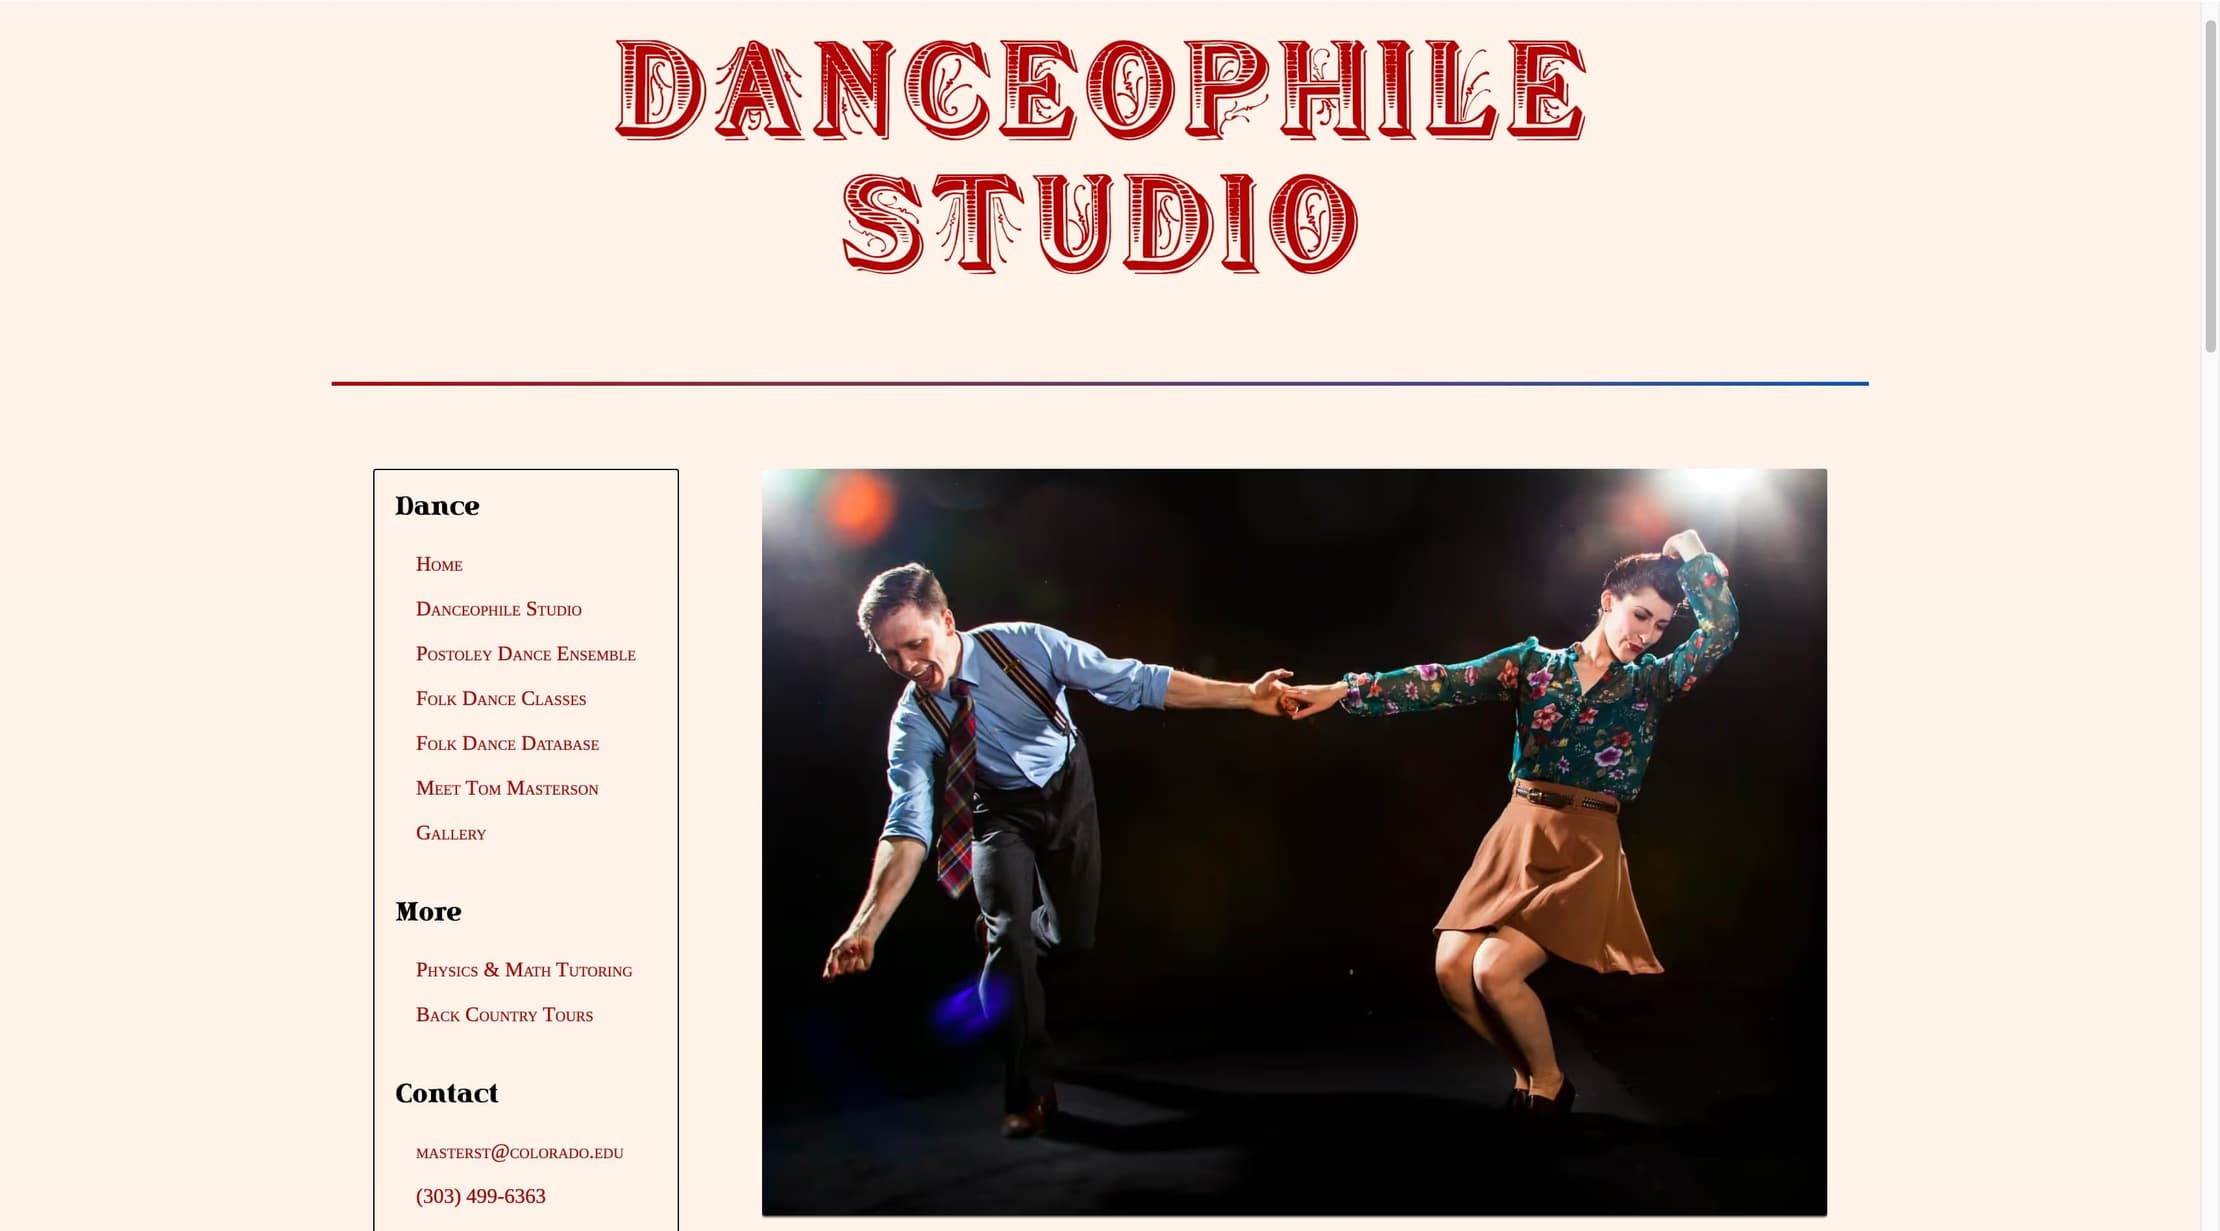 DANCEOPHILE
STUDIO
Dance
Home
Danceophile Studio
Postoley Dance Ensemble
Folk Dance Classes
Folk Dance Database
Meet Tom Masterson
Gallery
More
Physics & Math Tutoring
Back Country Tours
Contact
masterst@colorado.edu
(303) 499-6363